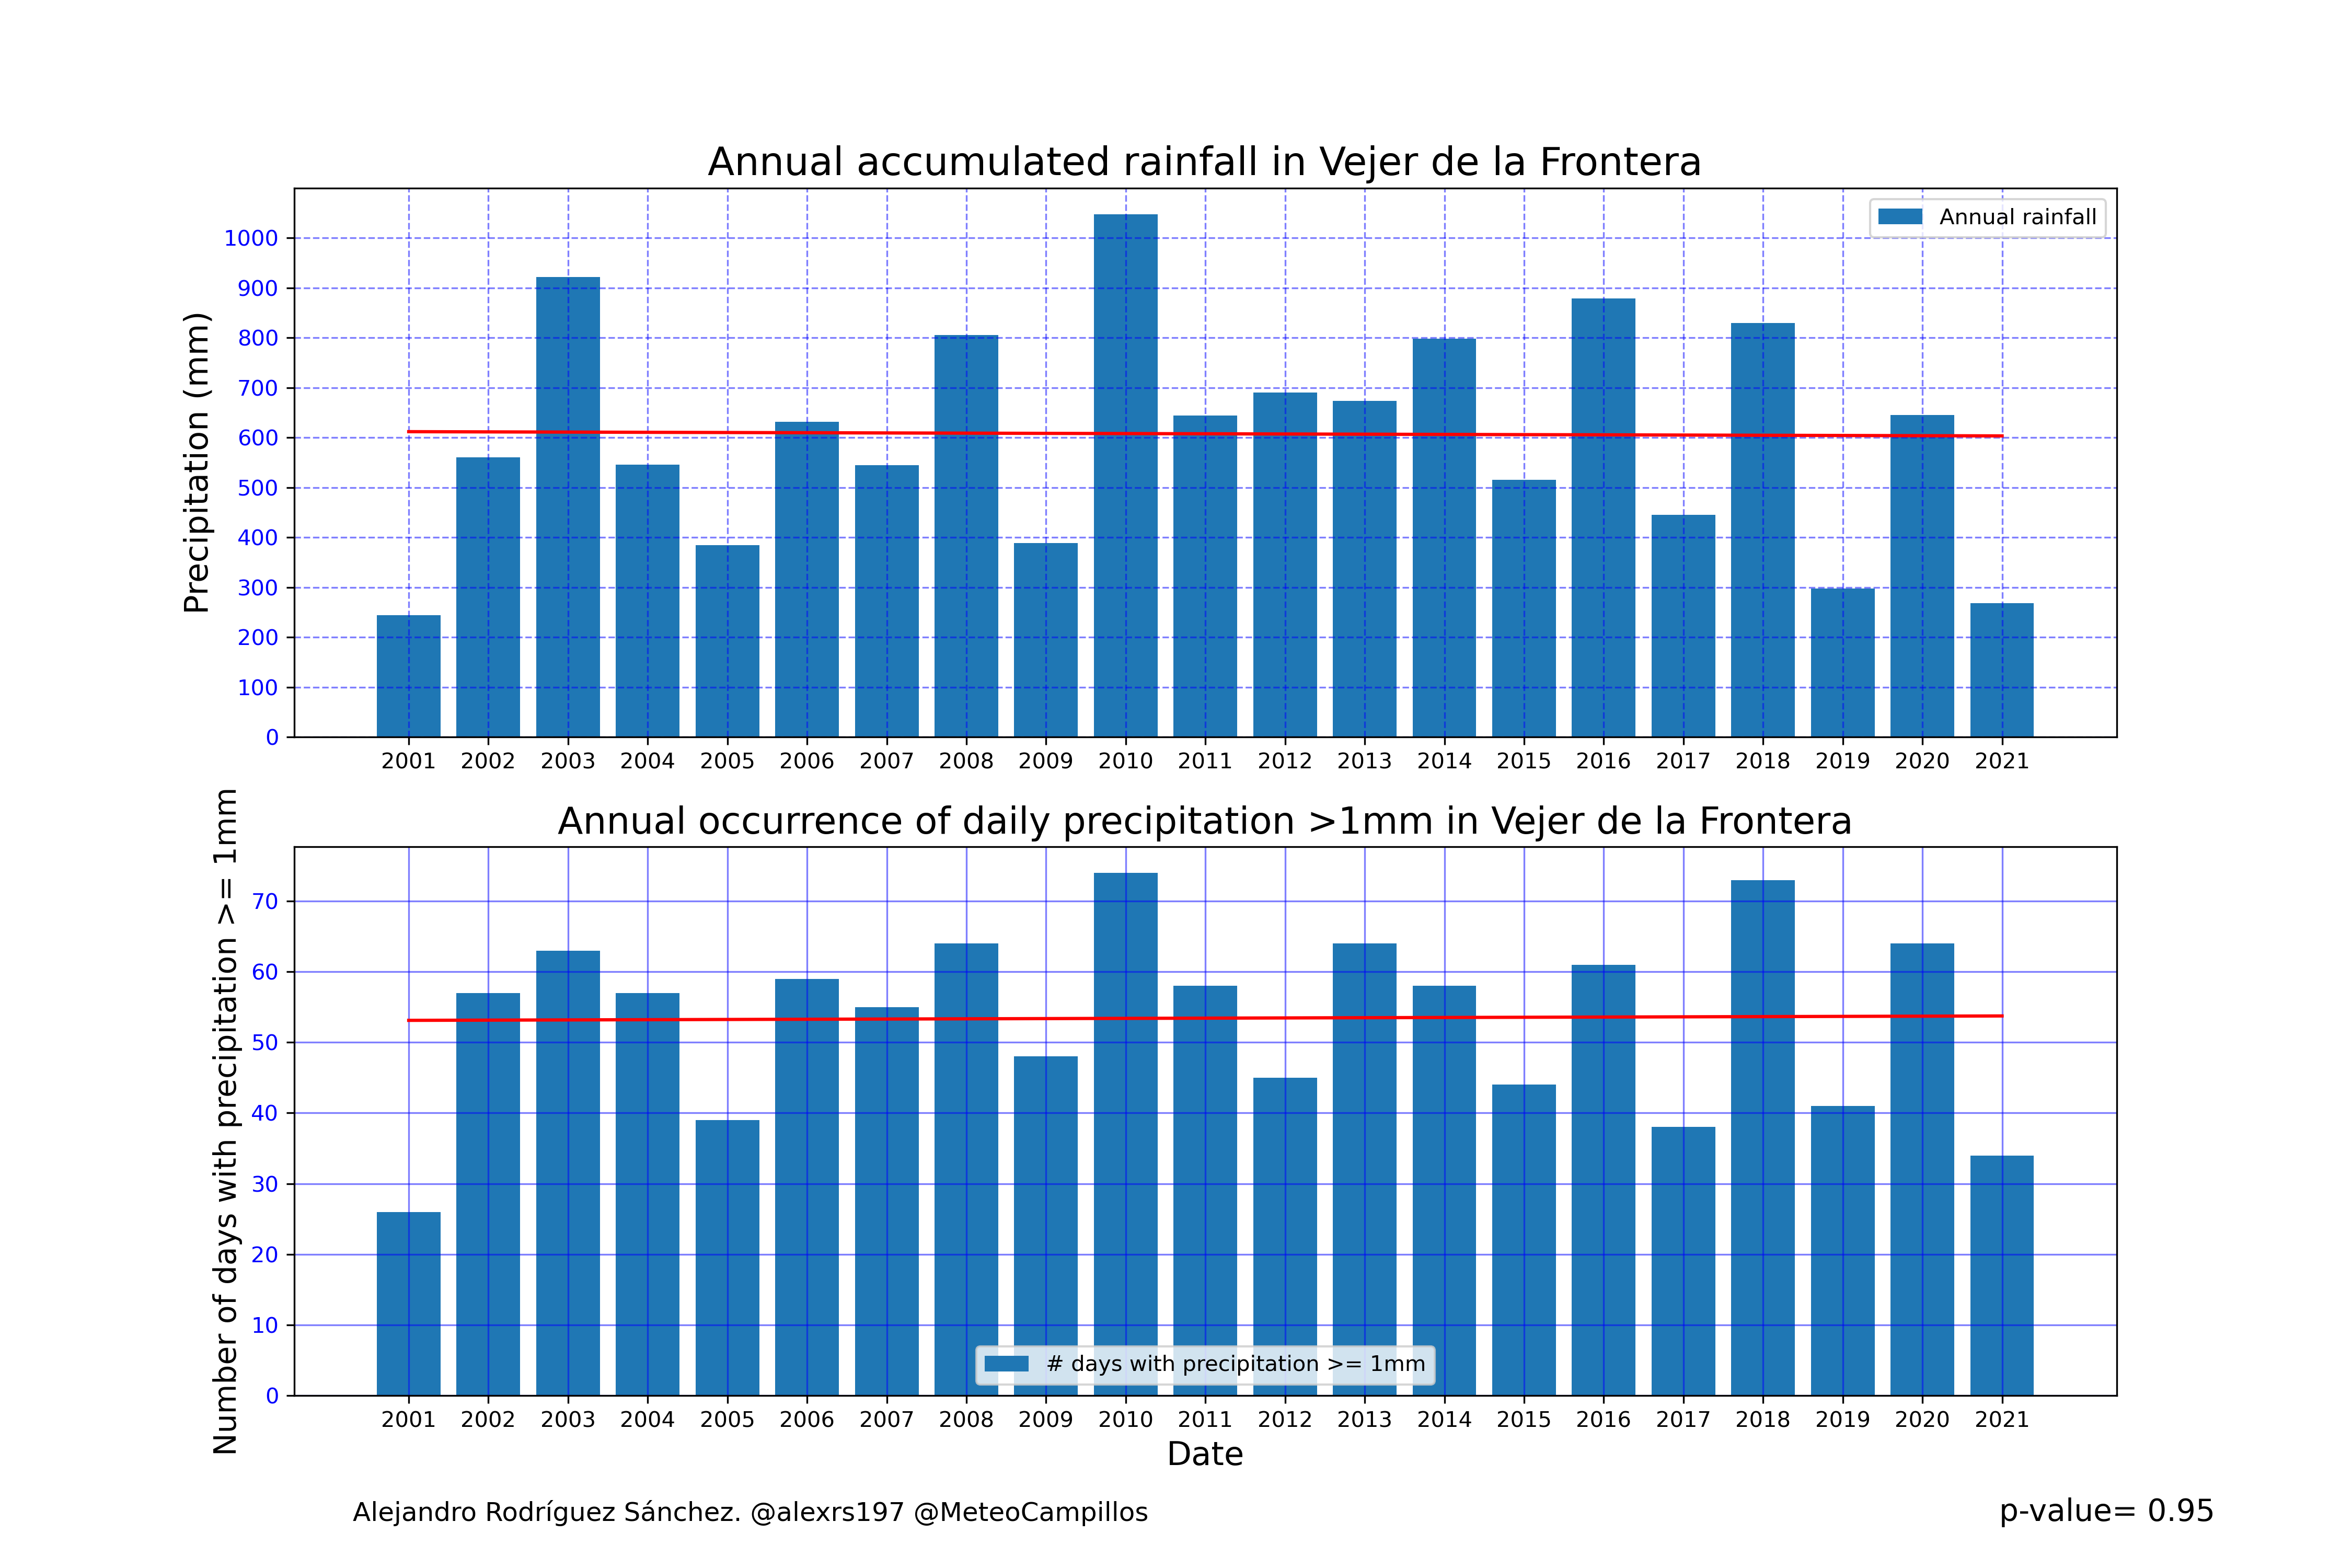 Annual accumulated rainfall in Vejer de la Frontera
Precipitation (mm)
1000
900
800
700
600
500
400
300
200
100
0
Annual rainfall
2001 2002 2003 2004 2005 2006 2007 2008 2009 2010 2011 2012 2013 2014 2015 2016 2017 2018 2019 2020 2021
Annual occurrence of daily precipitation >1mm in Vejer de la Frontera
Number of days with precipitation >= 1mm
70
60
50
40
30
20
10
0
# days with precipitation >= 1mm
2001 2002 2003 2004 2005 2006 2007 2008 2009 2010 2011 2012 2013 2014 2015 2016 2017 2018 2019 2020 2021
Date
Alejandro Rodríguez Sánchez. @alexrs197 @MeteoCampillos
p-value= 0.95